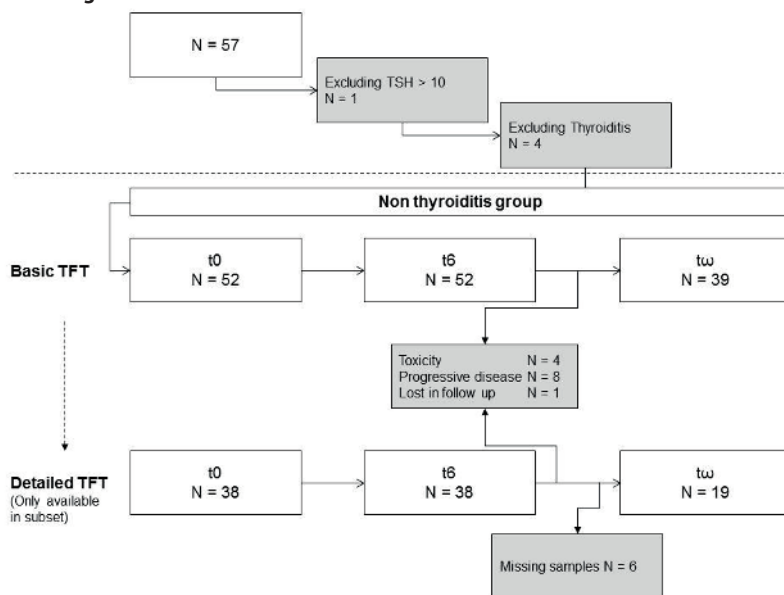 N = 57
Excluding TSH > 10
N = 1
Excluding Thyroiditis
N = 4
Non thyroiditis group
Basic TFT
t0
N = 52
t6
N = 52
tω
N = 39
Toxicity N = 4
Progressive disease N = 8
Lost in follow up N = 1
Detailed TFT
(Only available
in subset)
t0
N = 38
t6
N = 38
tω
N = 19
Missing samples N = 6